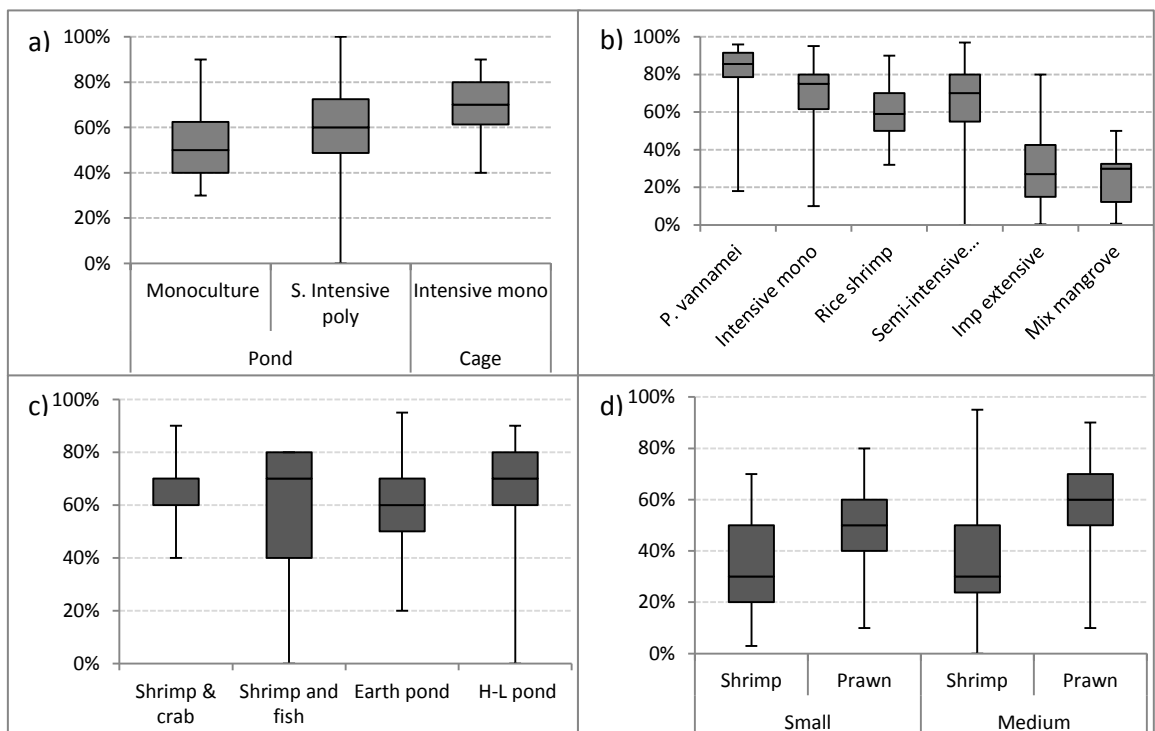 a)
100%
80%
60%
40%
20%
0%
Monoculture
S. Intensive
poly
Intensive mono
Pond
Cage
b)
100%
80%
60%
40%
20%
0%
P. vannamei
Intensive mono
Rice shrimp
Semi-intensive...
Imp extensive
Mix mangrove
c)
100%
80%
60%
40%
20%
0%
Shrimp &
crab
Shrimp and
fish
Earth pond
H-L pond
d)
100%
80%
60%
40%
20%
0%
Shrimp
Prawn
Shrimp
Prawn
Small
Medium